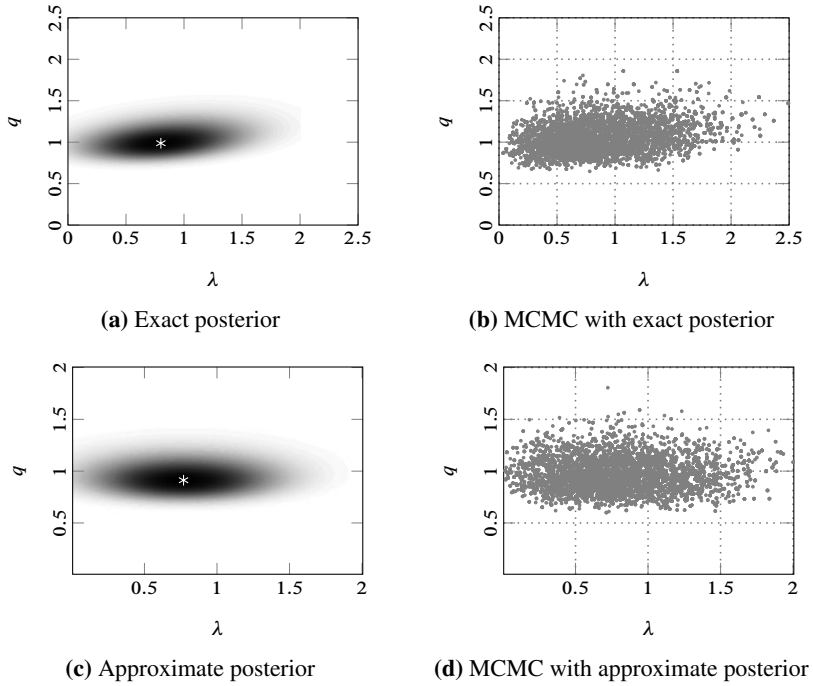 2.5
2
1.5
1
0.5
0
q
0 0.5 1 1.5 2 2.5
λ
(a) Exact posterior
2.5
2
1.5
1
0.5
0
q
0 0.5 1 1.5 2 2.5
λ
(b) MCMC with exact posterior
2
1.5
1
0.5
q
0.5 1 1.5 2
λ
(c) Approximate posterior
2
1.5
1
0.5
q
0.5 1 1.5 2
λ
(d) MCMC with approximate posterior